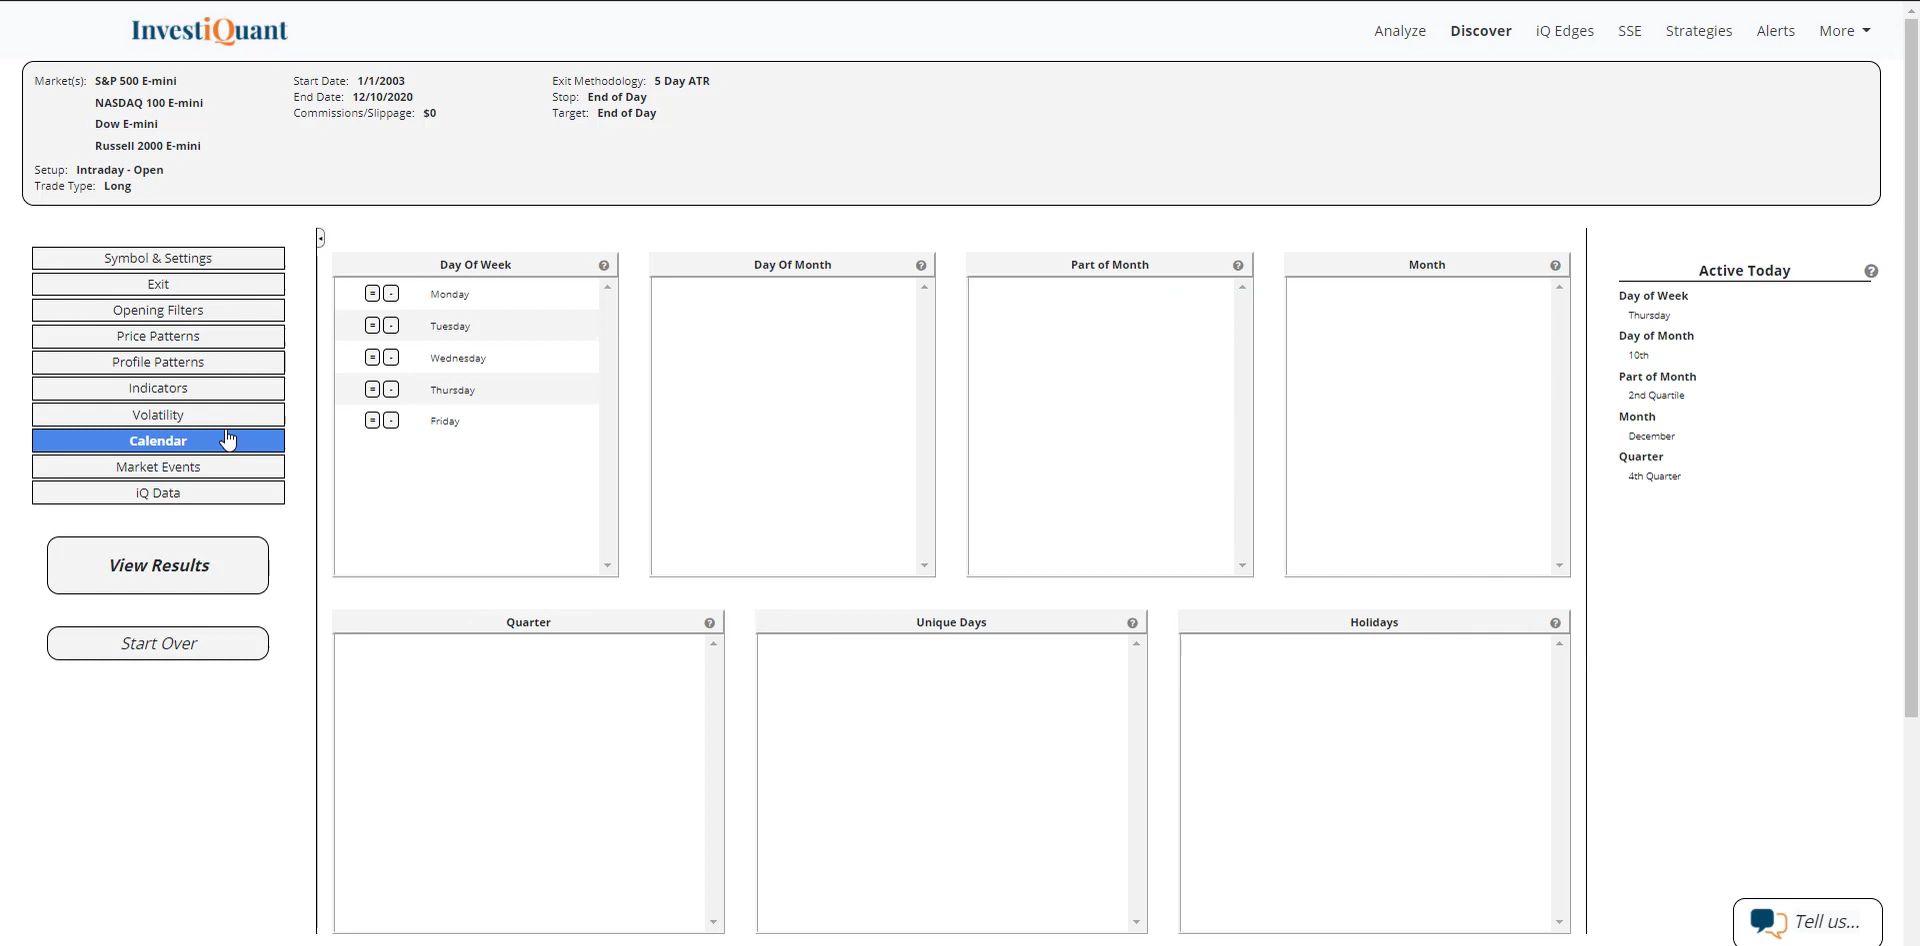 InvestiQuant
Analyze Discover iQ Edges SSE Strategies Alerts More
Market(s): S&P 500 E-mini
NASDAQ 100 E-mini
Dow E-mini
Russell 2000 E-mini
Setup: Intraday - Open
Trade Type: Long
Start Date: 1/1/2003
End Date: 12/10/2020
Commissions/Slippage: $0
Exit Methodology: 5 Day ATR
Stop: End of Day
Target: End of Day
Symbol & Settings
Exit
Opening Filters
Price Patterns
Profile Patterns
Indicators
Volatility
Calendar
Market Events
iQ Data
View Results
Start Over
Day Of Week ?
= - Monday
= - Tuesday
= - Wednesday
= - Thursday
= - Friday
Day Of Month ?
Part of Month ?
Month ?
Quarter ?
Unique Days ?
Holidays ?
Active Today ?
Day of Week
Thursday
Day of Month
10th
Part of Month
2nd Quartile
Month
December
Quarter
4th Quarter
Tell us...